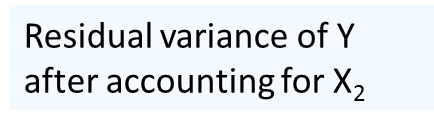 Residual variance of Y
after accounting for X₂